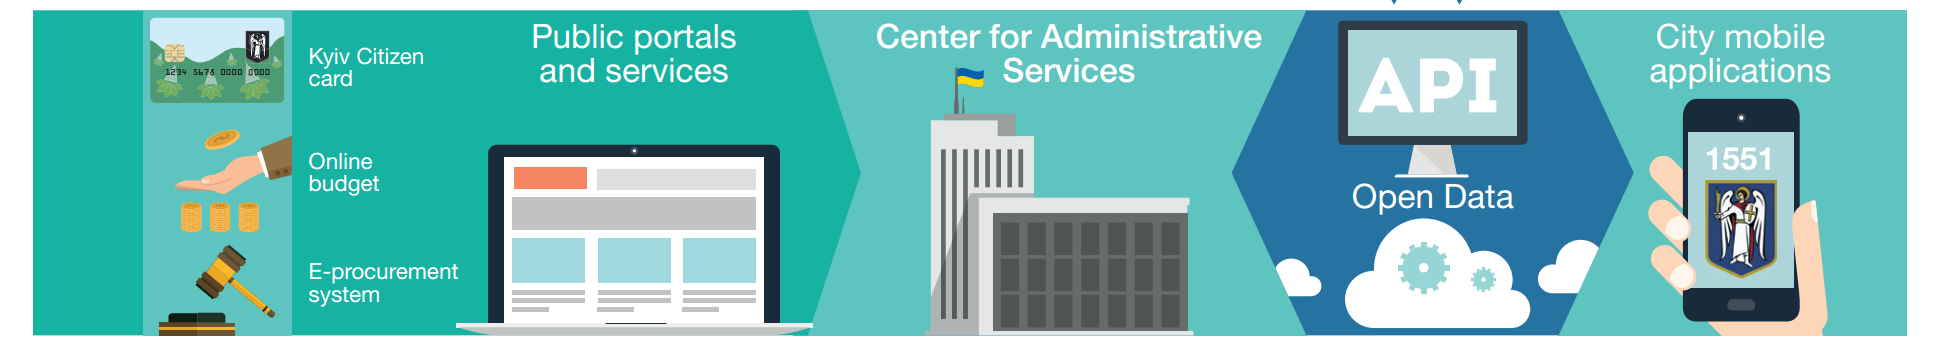 1234 5678 0000 0000
Kyiv Citizen
card
Online
budget
E-procurement
system
Public portals
and services
Center for Administrative
Services
API
Open Data
City mobile
applications
1551